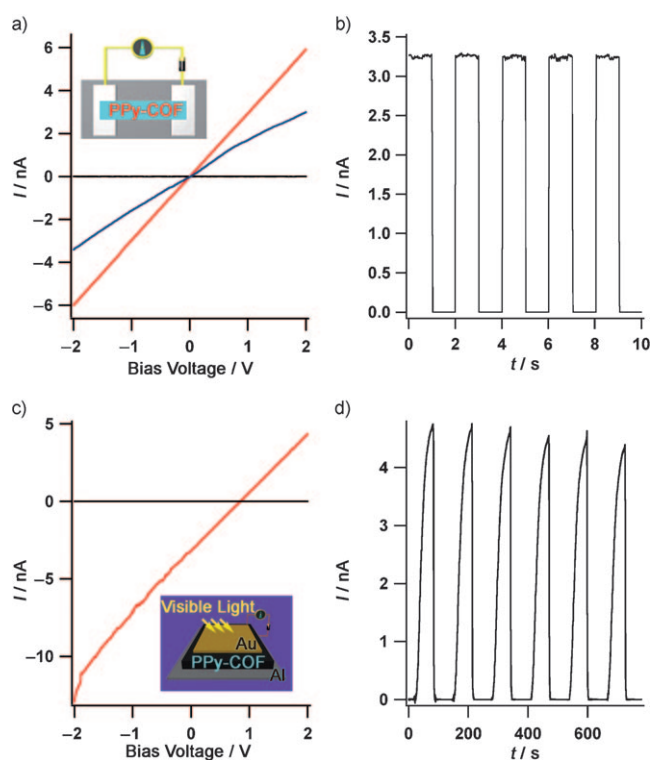 a)
6
4
2
0
–2
–4
–6
I / nA
PPy-COF
–2 –1 0 1 2
Bias Voltage / V
b)
3.5
3.0
2.5
2.0
1.5
1.0
0.5
0.0
I / nA
0 2 4 6 8 10
t / s
c)
5
0
–5
–10
I / nA
Visible Light
Au
PPy-COF
Al
–2 –1 0 1 2
Bias Voltage / V
d)
4
3
2
1
0
I / nA
0 200 400 600
t / s